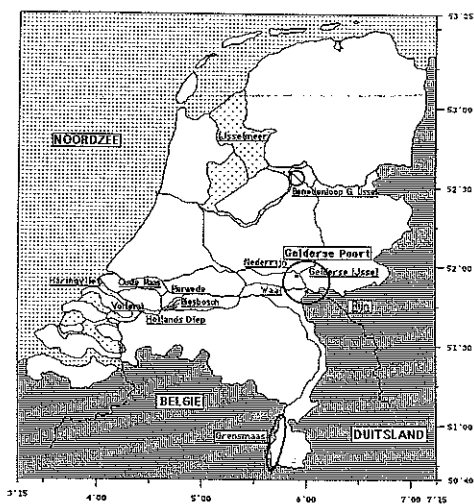 53°25
NOORDZEE
IJsselmeer
53°00
Benedenloop G. IJssel
52°30
Gelderse Poort
Nederrijn
Gelderse IJssel
52°00
Haringvliet
Oude Maas
Merwede
Waal
Biesbosch
Rijn
Volkerak
Hollands Diep
51°30
BELGIE
Grensmaas
DUITSLAND
51°00
50°40
3°15
4°00
5°00
6°00
7°00
7°15